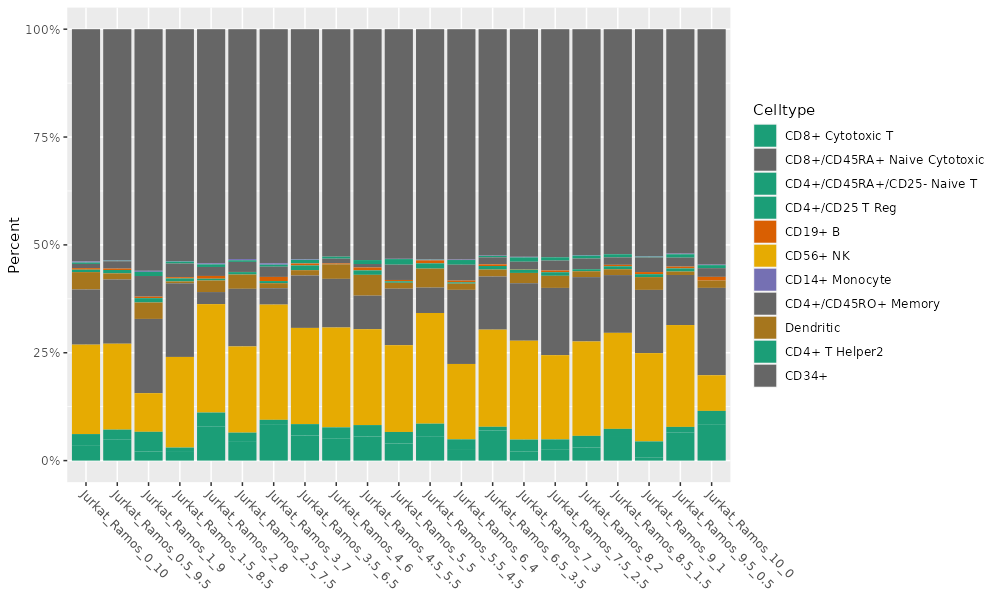 100%
75%
50%
25%
0%
Percent
Jurkat_Ramos_0_10
Jurkat_Ramos_0.5_9.5
Jurkat_Ramos_1_9
Jurkat_Ramos_1.5_8.5
Jurkat_Ramos_2_8
Jurkat_Ramos_2.5_7.5
Jurkat_Ramos_3_7
Jurkat_Ramos_3.5_6.5
Jurkat_Ramos_4_6
Jurkat_Ramos_4.5_5.5
Jurkat_Ramos_5_5
Jurkat_Ramos_5.5_4.5
Jurkat_Ramos_6_4
Jurkat_Ramos_6.5_3.5
Jurkat_Ramos_7_3
Jurkat_Ramos_7.5_2.5
Jurkat_Ramos_8_2
Jurkat_Ramos_8.5_1.5
Jurkat_Ramos_9_1
Jurkat_Ramos_9.5_0.5
Jurkat_Ramos_10_0
Celltype
CD8+ Cytotoxic T
CD8+/CD45RA+ Naive Cytotoxic
CD4+/CD45RA+/CD25- Naive T
CD4+/CD25 T Reg
CD19+ B
CD56+ NK
CD14+ Monocyte
CD4+/CD45RO+ Memory
Dendritic
CD4+ T Helper2
CD34+